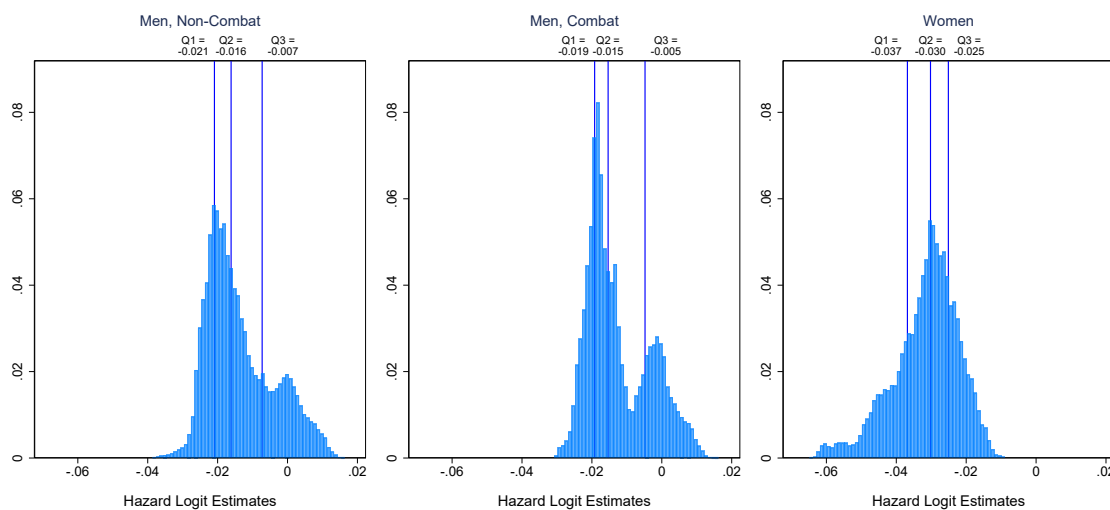 Men, Non-Combat
Q1 = Q2 = Q3 =
-0.021 -0.016 -0.007
0 .02 .04 .06 .08
-.06 -.04 -.02 0 .02
Hazard Logit Estimates
Men, Combat
Q1 = Q2 = Q3 =
-0.019 -0.015 -0.005
0 .02 .04 .06 .08
-.06 -.04 -.02 0 .02
Hazard Logit Estimates
Women
Q1 = Q2 = Q3 =
-0.037 -0.030 -0.025
0 .02 .04 .06 .08
-.06 -.04 -.02 0 .02
Hazard Logit Estimates